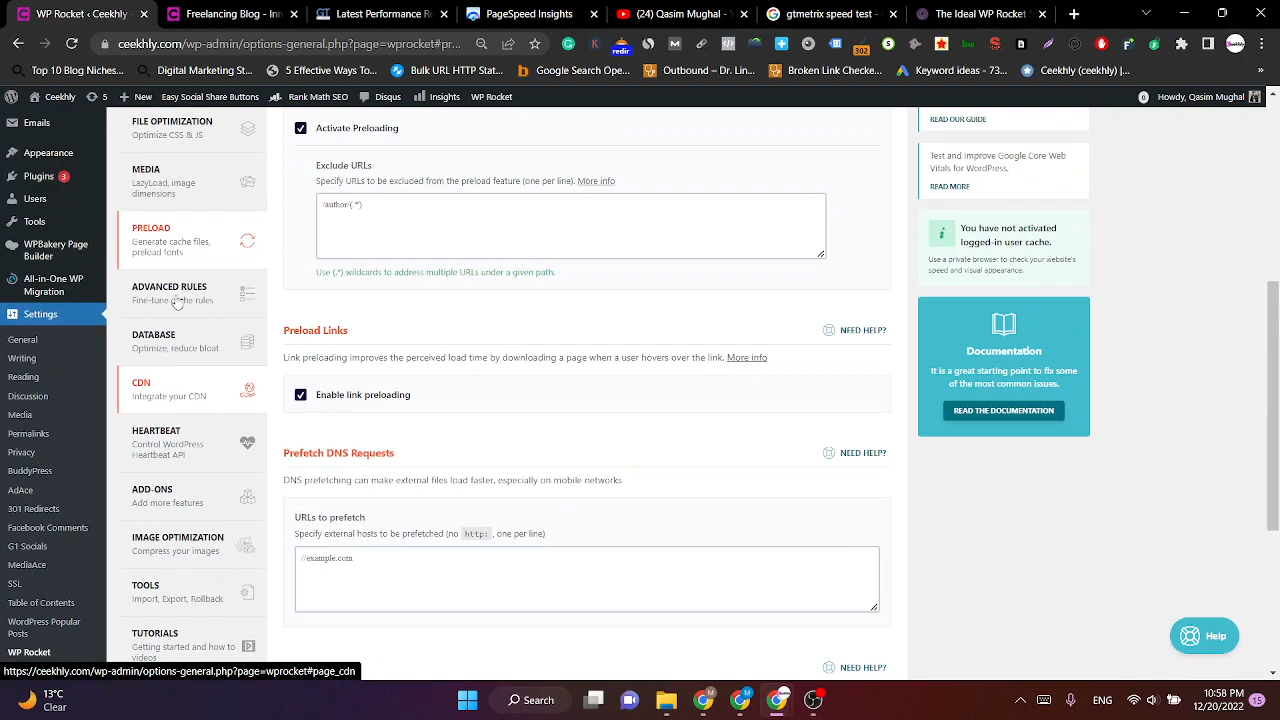 WP Rocket Settings ‹ Ceekhly -
Freelancing Blog - Inn
Latest Performance Re
PageSpeed Insights
(24) Qasim Mughal - Y
gtmetrix speed test -
The Ideal WP Rocket S
ceekhly.com/wp-admin/options-general.php?page=wprocket#pr...
redir
302
bw
Top 10 Blog Niches...
Digital Marketing St...
5 Effective Ways To f...
Build URL HTTP Stat...
Google Search Ope...
Outbound – Dr. Lin...
Broken Link Checke...
Keyword - 73...
Ceekhly (ceekhly) |...
»
Ceekhly
5
New
Easy Social Share Buttons
Rank Math SEO
Disqus
Insights
WP Rocket
0
Howdy, Qasim Mughal
Emails
Appearance
Plugins 3
Users
Tools
WPBakery Page
Builder
All-in-One WP
Migration
Settings
General
Writing
Reading
Discussion
Media
Permalinks
Privacy
BuddyPress
AdAce
301 Redirects
Facebook Comments
G1 Socials
MediaAce
SSL
Table of Contents
WordPress Popular
Posts
WP Rocket
FILE OPTIMIZATION
Optimize CSS & JS
MEDIA
LazyLoad, image
dimensions
PRELOAD
Generate cache files,
preload fonts
ADVANCED RULES
Fine-tune cache rules
DATABASE
Optimize, reduce bloat
CDN
Integrate your CDN
HEARTBEAT
Control WordPress
Heartbeat API
ADD-ONS
Add more features
IMAGE OPTIMIZATION
Compress your images
TOOLS
Import, Export, Rollback
TUTORIALS
Getting started and how to
videos
Activate Preloading
Exclude URLs
Specify URLs to be excluded from the preload feature (one per line). More info
/author/(.*)
Use (.*) wildcards to address multiple URLs under a given path.
Preload Links
NEED HELP?
Link preloading improves the perceived load time by downloading a page when a user hovers over the link. More info
Enable link preloading
Prefetch DNS Requests
NEED HELP?
DNS prefetching can make external files load faster, especially on mobile networks
URLs to prefetch
Specify external hosts to be prefetched (no http: , one per line)
//example.com
NEED HELP?
READ OUR GUIDE
Test and Improve Google Core Web
Vitals for WordPress.
READ MORE
You have not activated
logged-in user cache.
Use a private browser to check your website's
speed and visual appearance.
Documentation
It is a great starting point to fix some
of the most common issues.
READ THE DOCUMENTATION
Help
https://ceekhly.com/wp-admin/options-general.php?page=wprocket#page_cdn
13°C
Clear
Search
ENG
10:58 PM
12/20/2022
15